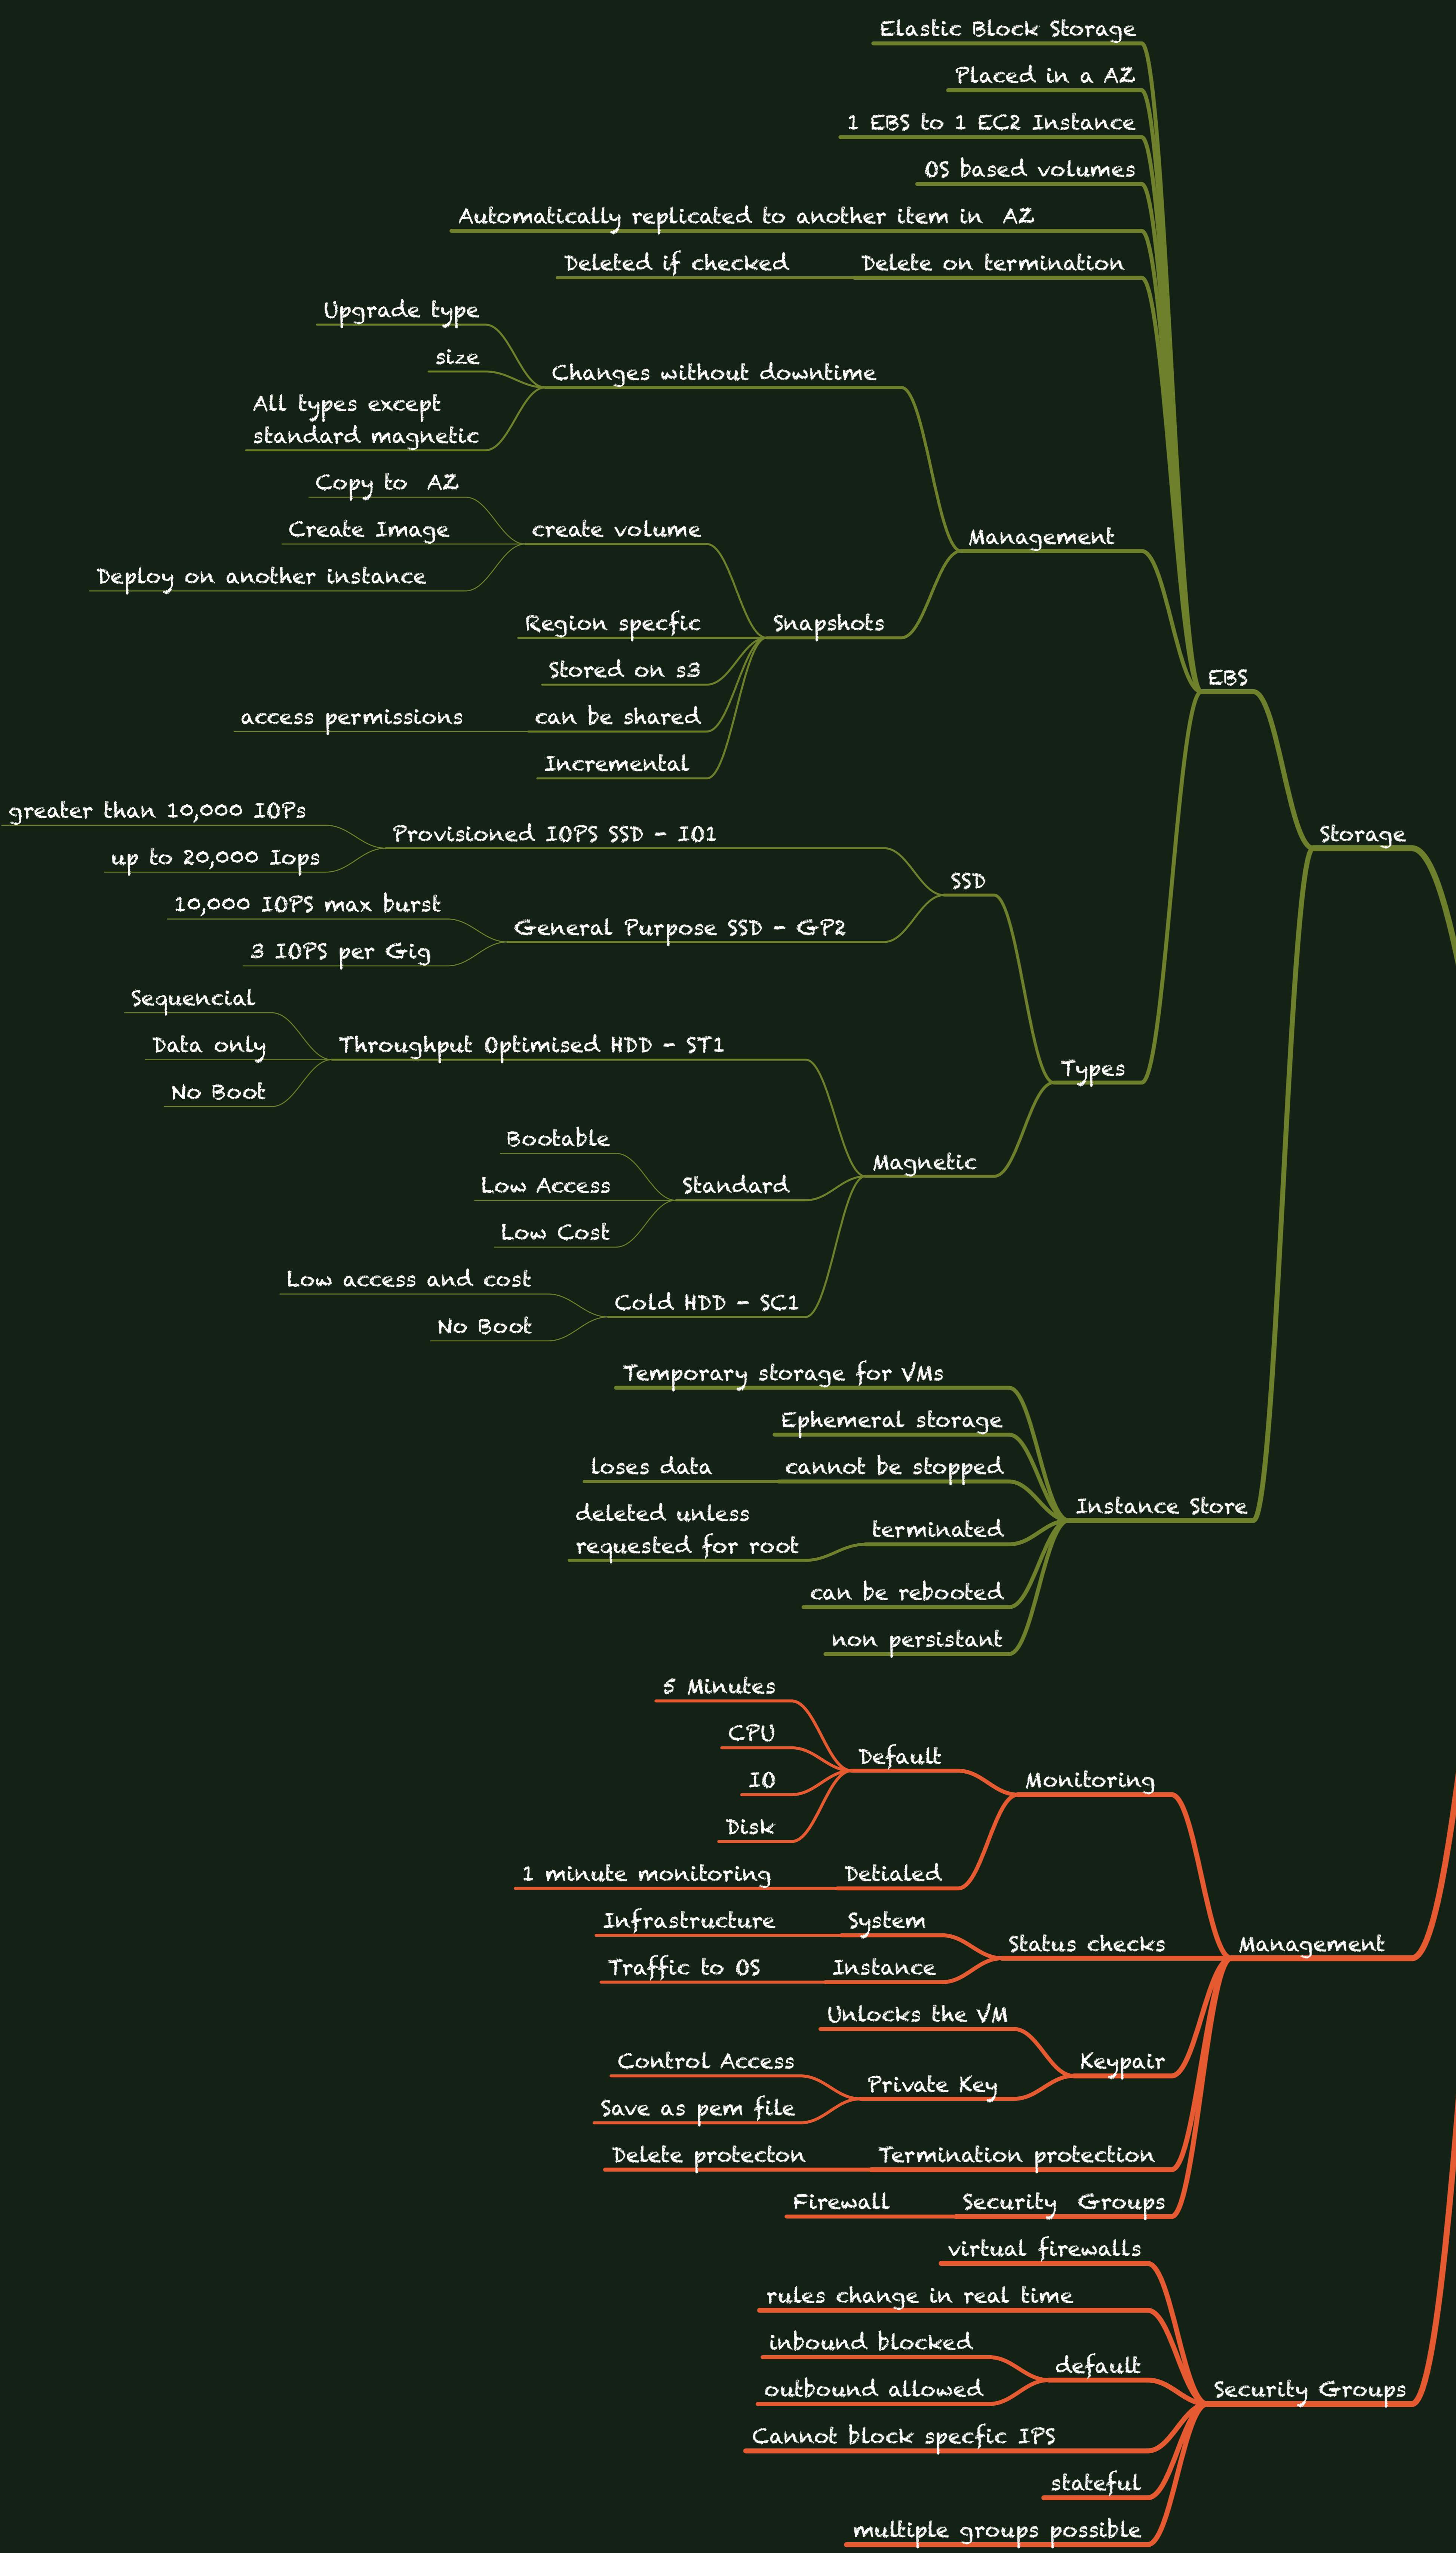 Elastic Block Storage
Placed in a AZ
1 EBS to 1 EC2 Instance
OS based volumes
Automatically replicated to another item in  AZ
Deleted if checked
Delete on termination
Upgrade type
size
All types except
standard magnetic
Changes without downtime
Copy to  AZ
Create Image
Deploy on another instance
create volume
Management
Region specfic
Snapshots
Stored on s3
EBS
access permissions
can be shared
Incremental
greater than 10,000 IOPs
up to 20,000 Iops
Provisioned IOPS SSD - IO1
Storage
SSD
10,000 IOPS max burst
3 IOPS per Gig
General Purpose SSD - GP2
Sequencial
Data only
No Boot
Throughput Optimised HDD - ST1
Types
Bootable
Low Access
Low Cost
Standard
Magnetic
Low access and cost
No Boot
Cold HDD - SC1
Temporary storage for VMs
Ephemeral storage
loses data
cannot be stopped
Instance Store
deleted unless
requested for root
terminated
can be rebooted
non persistant
5 Minutes
CPU
IO
Disk
Default
Monitoring
1 minute monitoring
Detialed
Infrastructure
System
Traffic to OS
Instance
Status checks
Management
Unlocks the VM
Control Access
Save as pem file
Private Key
Keypair
Delete protecton
Termination protection
Firewall
Security  Groups
virtual firewalls
rules change in real time
inbound blocked
outbound allowed
default
Security Groups
Cannot block specfic IPS
stateful
multiple groups possible